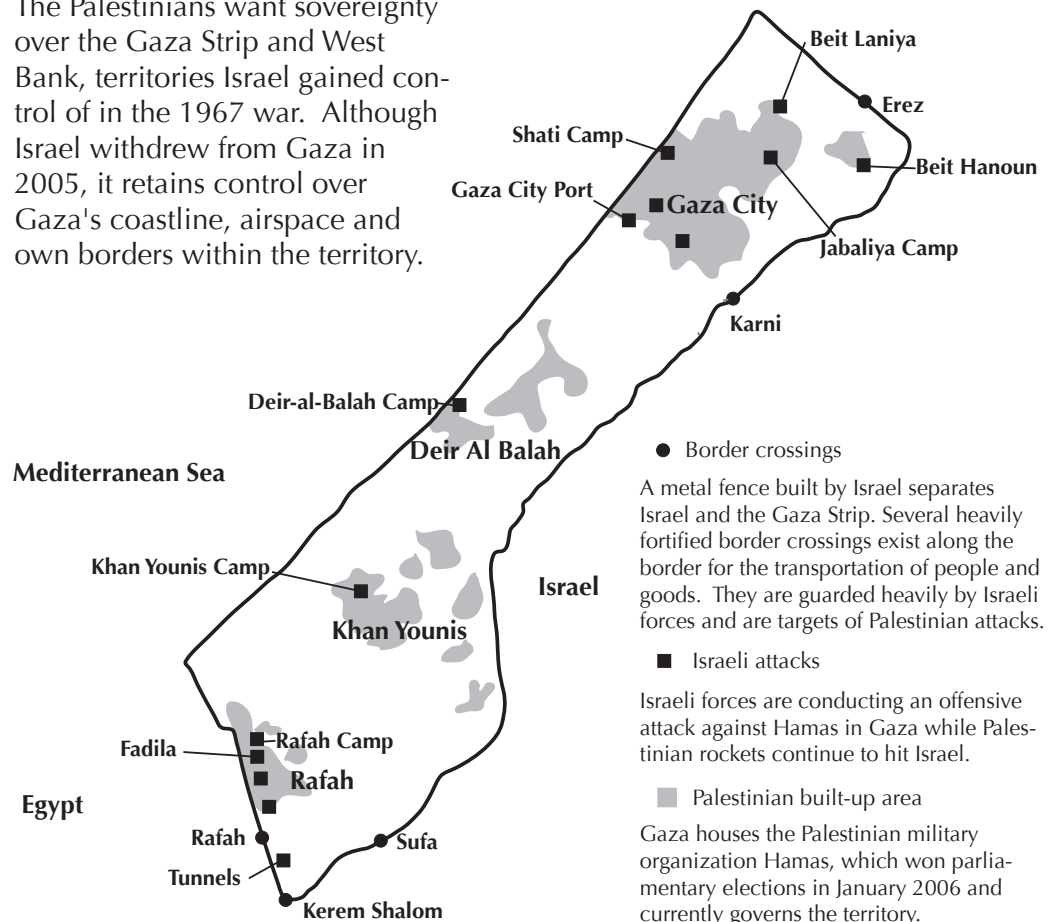 The Palestinians want sovereignty
over the Gaza Strip and West
Bank, territories Israel gained con-
trol of in the 1967 war.  Although
Israel withdrew from Gaza in
2005, it retains control over
Gaza's coastline, airspace and
own borders within the territory.
Beit Laniya
Erez
Shati Camp
Beit Hanoun
Gaza City Port
Gaza City
Jabaliya Camp
Karni
Deir-al-Balah Camp
Deir Al Balah
Mediterranean Sea
Khan Younis Camp
Israel
Khan Younis
Rafah Camp
Fadila
Rafah
Egypt
Rafah
Sufa
Tunnels
Kerem Shalom
Border crossings
A metal fence built by Israel separates
Israel and the Gaza Strip. Several heavily
fortified border crossings exist along the
border for the transportation of people and
goods.  They are guarded heavily by Israeli
forces and are targets of Palestinian attacks.
Israeli attacks
Israeli forces are conducting an offensive
attack against Hamas in Gaza while Pales-
tinian rockets continue to hit Israel.
Palestinian built-up area
Gaza houses the Palestinian military
organization Hamas, which won parlia-
mentary elections in January 2006 and
currently governs the territory.